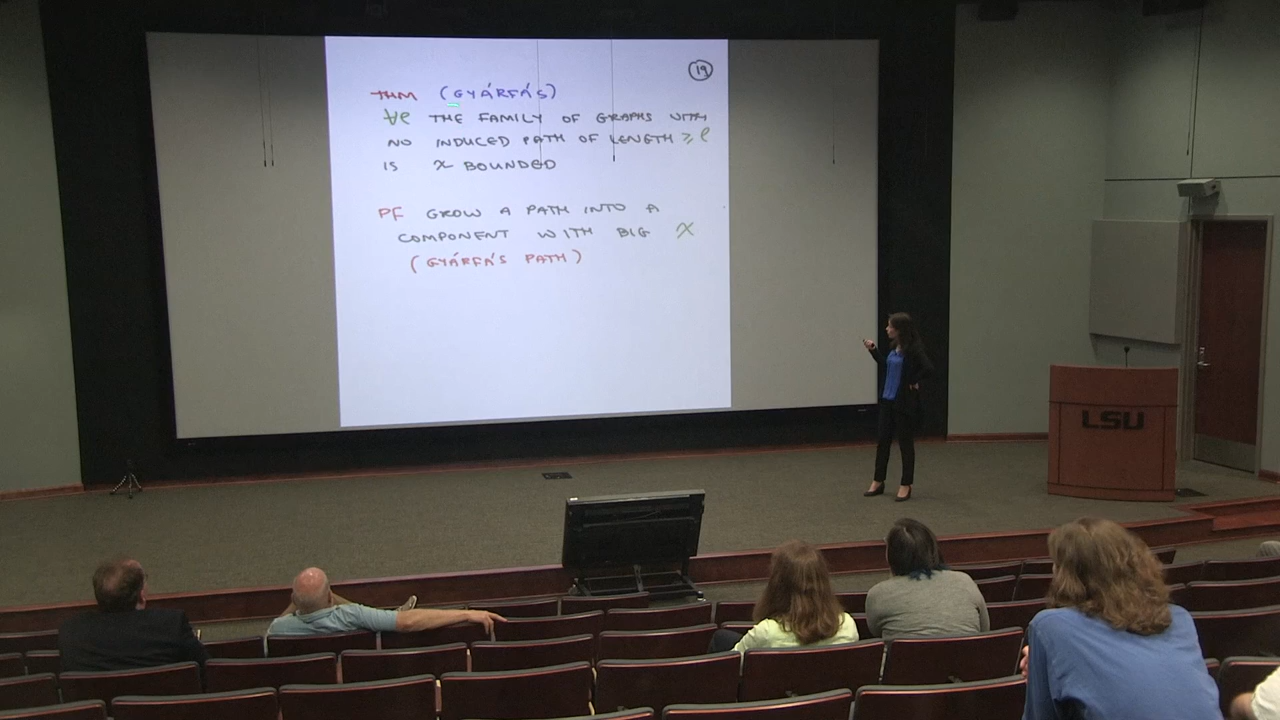 19
THM (GYÁRFÁS)
∀ℓ THE FAMILY OF GRAPHS WITH
NO INDUCED PATH OF LENGTH ≥ ℓ
IS χ BOUNDED
PF GROW A PATH INTO A
COMPONENT WITH BIG χ
(GYÁRFÁS PATH)
LSU